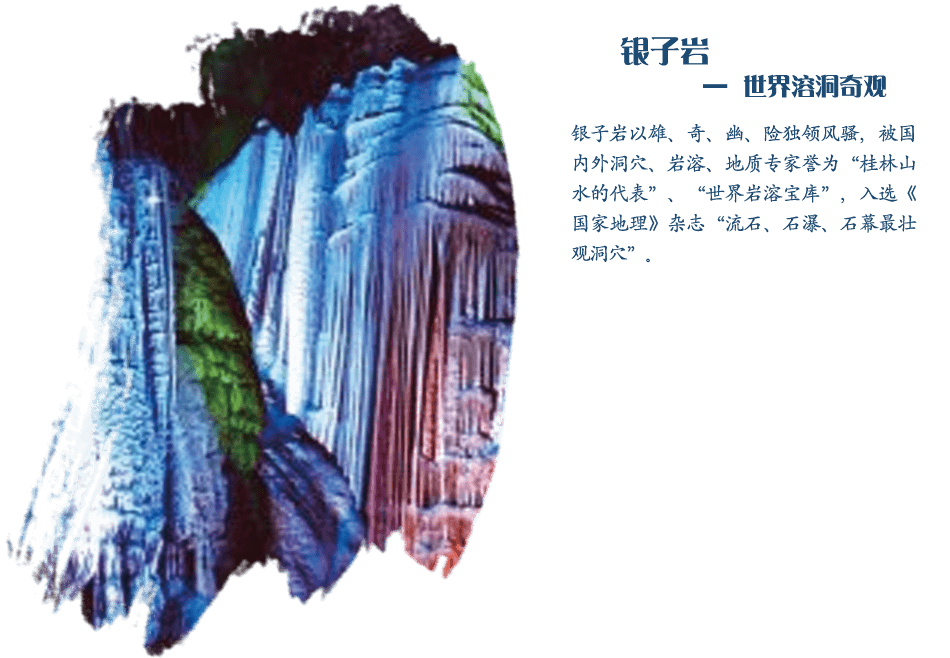 银子岩
— 世界溶洞奇观
银子岩以雄、奇、幽、险独领风骚，被国
内外洞穴、岩溶、地质专家誉为“桂林山
水的代表”、“世界岩溶宝库”，入选《
国家地理》杂志“流石、石瀑、石幕最壮
观洞穴”。